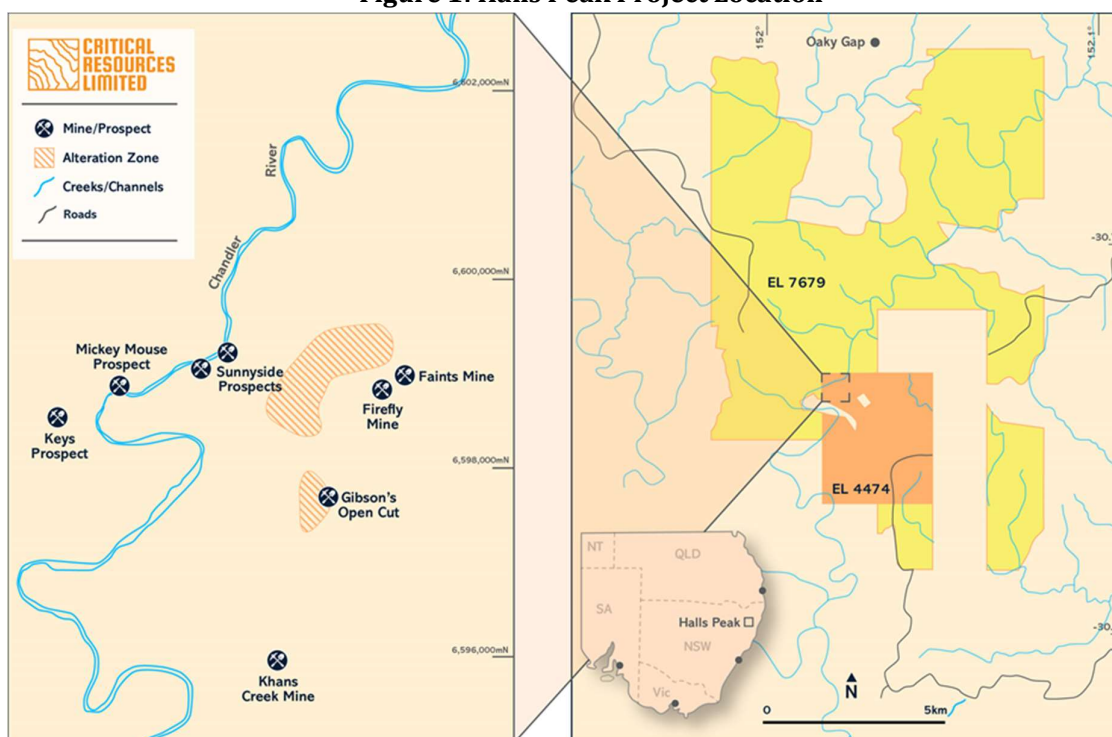 Figure 1: Halls Peak Project Location
CRITICAL
RESOURCES
LIMITED
Mine/Prospect
Alteration Zone
Creeks/Channels
Roads
River
Chandler
6,602,000mN
6,600,000mN
6,598,000mN
6,596,000mN
Mickey Mouse
Prospect
Sunnyside
Prospects
Faints Mine
Firefly
Mine
Keys
Prospect
Gibson's
Open Cut
Khans
Creek Mine
152°
152.1°
Oaky Gap
-30.
EL 7679
EL 4474
-30.
NT
QLD
SA
Halls Peak
NSW
Vic
N
0
5km